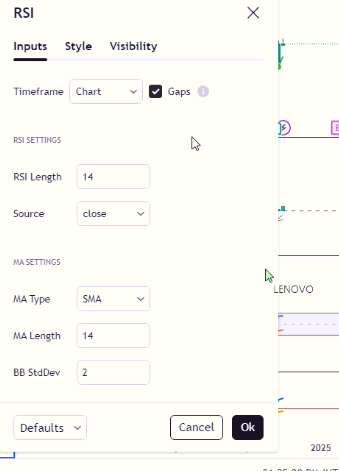 RSI
Inputs Style Visibility
Timeframe Chart Gaps
RSI SETTINGS
RSI Length 14
Source close
MA SETTINGS
LENOVO
MA Type SMA
MA Length 14
BB StdDev 2
Defaults Cancel Ok
2025